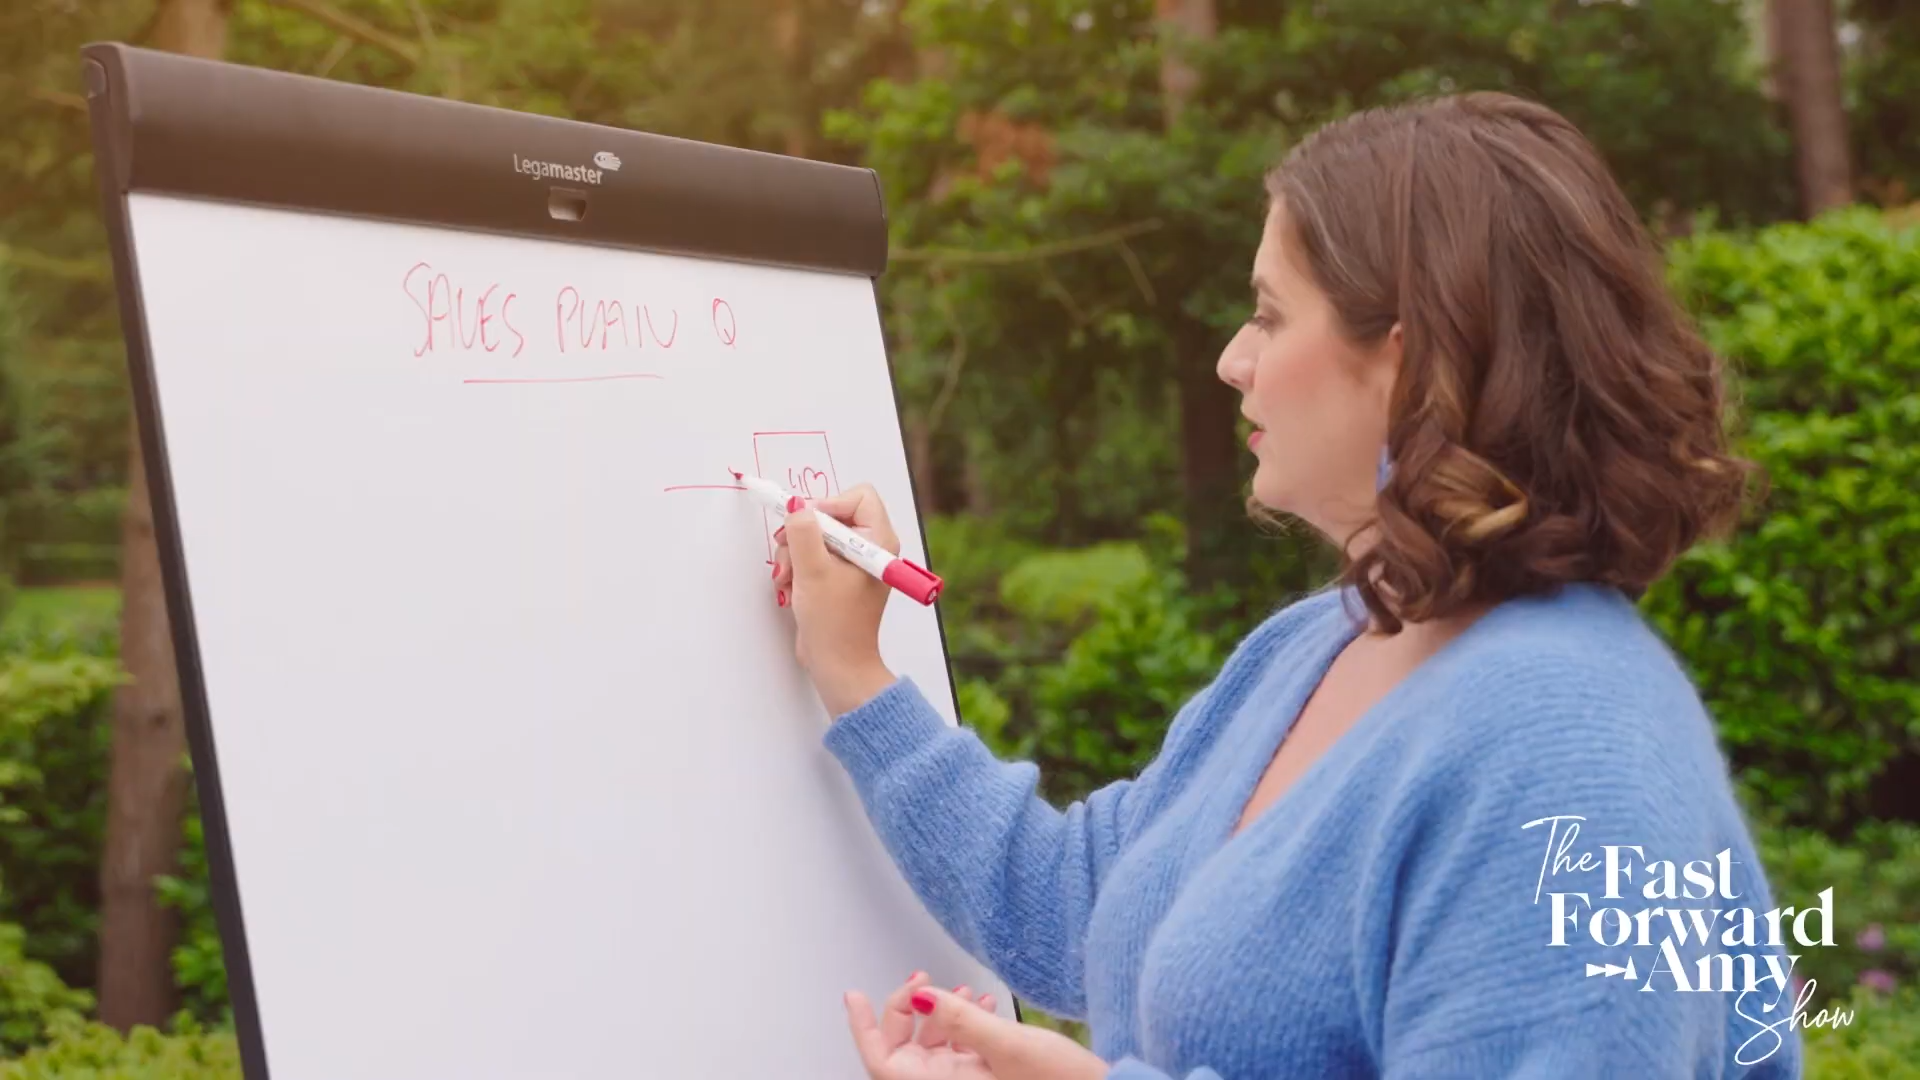 Legamaster
SALES PLAN Q
The Fast
Forward
Amy
Show